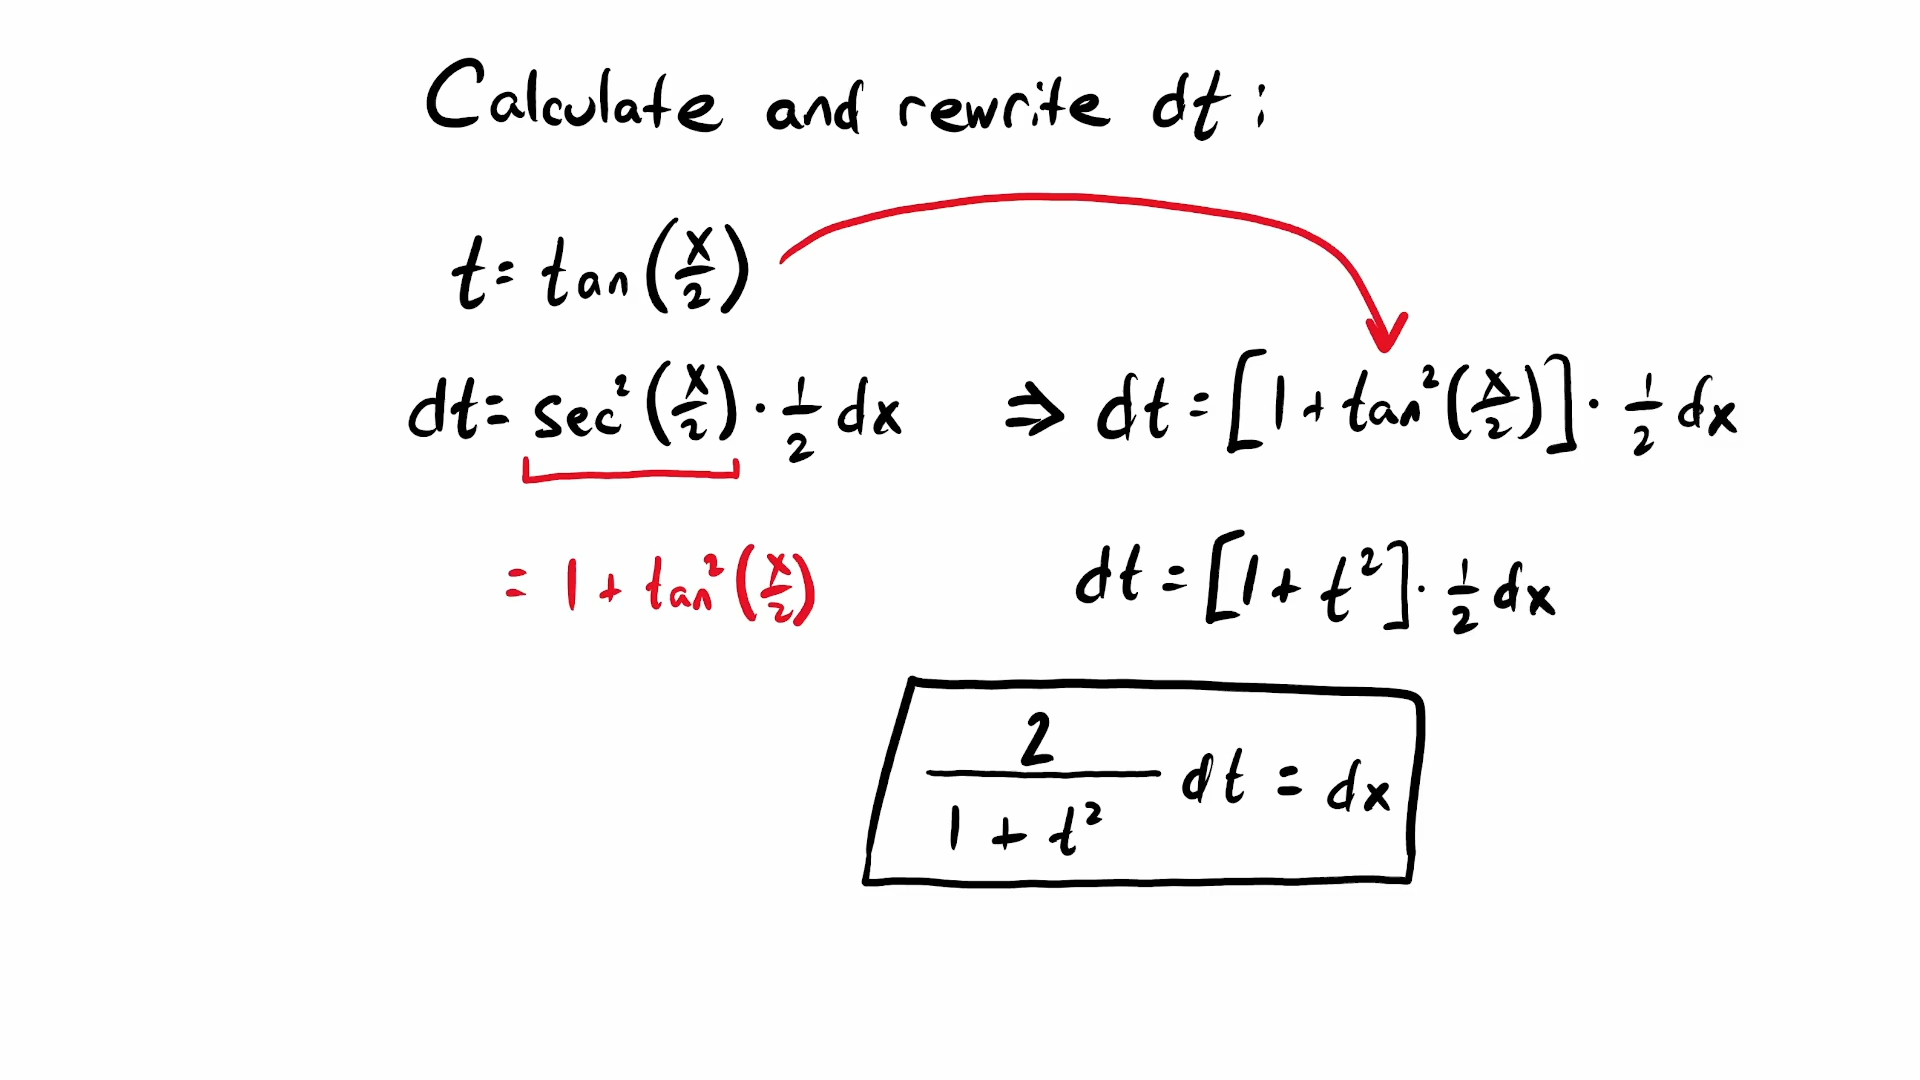 Calculate and rewrite dt:
t = tan(x/2)
dt = sec²(x/2) · 1/2 dx ⇒ dt = [1 + tan²(x/2)] · 1/2 dx
= 1 + tan²(x/2)
dt = [1 + t²] · 1/2 dx
2/(1 + t²) dt = dx